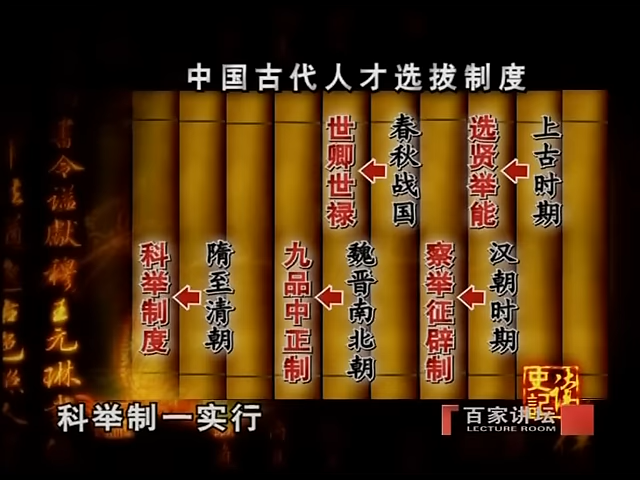 中国古代人才选拔制度
上古时期
选贤举能
春秋战国
世卿世禄
汉朝时期
察举征辟制
魏晋南北朝
九品中正制
隋至清朝
科举制度
史記
科举制一实行
百家讲坛
LECTURE ROOM